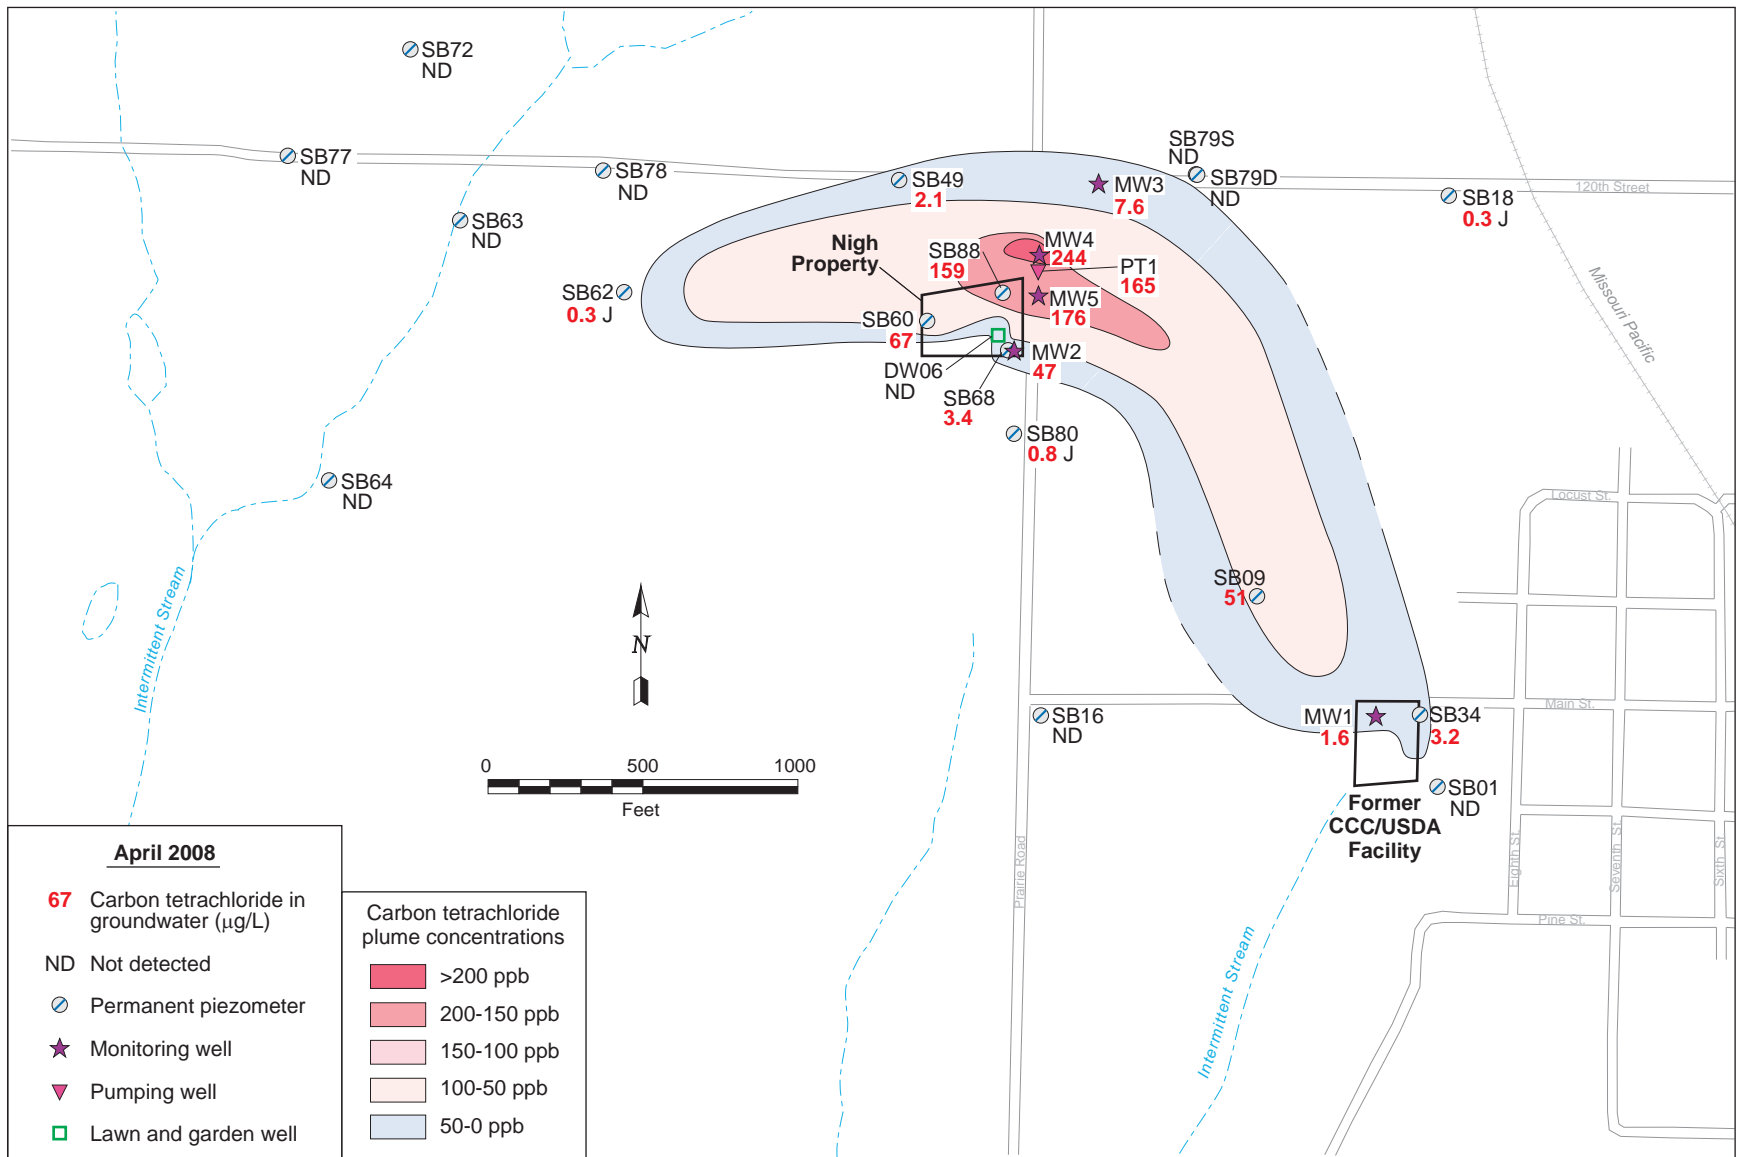 SB72
ND
SB77
ND
SB78
ND
SB63
ND
SB49
2.1
MW3
7.6
SB79S
ND
SB79D
ND
SB18
0.3 J
120th Street
Missouri Pacific
Nigh
Property
SB88
159
MW4
244
PT1
165
MW5
176
SB62
0.3 J
SB60
67
DW06
ND
MW2
47
SB68
3.4
SB80
0.8 J
SB64
ND
Locust St.
SB09
51
Intermittent Stream
N
SB16
ND
MW1
1.6
SB34
3.2
Main St.
SB01
ND
Former
CCC/USDA
Facility
0 500 1000
Feet
Prairie Road
Eighth St.
Seventh St.
Sixth St.
Pine St.
Intermittent Stream
April 2008
67 Carbon tetrachloride in
groundwater (µg/L)
ND Not detected
Permanent piezometer
Monitoring well
Pumping well
Lawn and garden well
Carbon tetrachloride
plume concentrations
>200 ppb
200-150 ppb
150-100 ppb
100-50 ppb
50-0 ppb